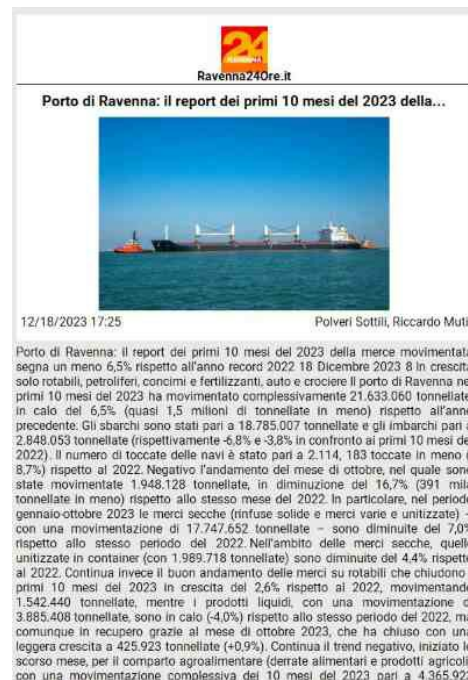 24
RAVENNA
Ravenna24Ore.it
Porto di Ravenna: il report dei primi 10 mesi del 2023 della...
12/18/2023 17:25 Polveri Sottili, Riccardo Muti
Porto di Ravenna: il report dei primi 10 mesi del 2023 della merce movimentata
segna un meno 6,5% rispetto all'anno record 2022 18 Dicembre 2023 8 In crescita
solo rotabili, petroliferi, concimi e fertilizzanti, auto e crociere Il porto di Ravenna nei
primi 10 mesi del 2023 ha movimentato complessivamente 21.633.060 tonnellate,
in calo del 6,5% (quasi 1,5 milioni di tonnellate in meno) rispetto all'anno
precedente. Gli sbarchi sono stati pari a 18.785.007 tonnellate e gli imbarchi pari a
2.848.053 tonnellate (rispettivamente -6,8% e -3,8% in confronto ai primi 10 mesi del
2022). Il numero di toccate delle navi è stato pari a 2.114, 183 toccate in meno (-
8,7%) rispetto al 2022. Negativo l'andamento del mese di ottobre, nel quale sono
state movimentate 1.948.128 tonnellate, in diminuzione del 16,7% (391 mila
tonnellate in meno) rispetto allo stesso mese del 2022. In particolare, nel periodo
gennaio-ottobre 2023 le merci secche (rinfuse solide e merci varie e unitizzate) –
con una movimentazione di 17.747.652 tonnellate – sono diminuite del 7,0%
rispetto allo stesso periodo del 2022. Nell'ambito delle merci secche, quelle
unitizzate in container (con 1.989.718 tonnellate) sono diminuite del 4,4% rispetto
al 2022. Continua invece il buon andamento delle merci su rotabili che chiudono i
primi 10 mesi del 2023 in crescita del 2,6% rispetto al 2022, movimentando
1.542.440 tonnellate, mentre i prodotti liquidi, con una movimentazione di
3.885.408 tonnellate, sono in calo (-4,0%) rispetto allo stesso periodo del 2022, ma
comunque in recupero grazie al mese di ottobre 2023, che ha chiuso con una
leggera crescita a 425.923 tonnellate (+0,9%). Continua il trend negativo, iniziato lo
scorso mese, per il comparto agroalimentare (derrate alimentari e prodotti agricoli)
con una movimentazione complessiva dei 10 mesi del 2023 pari a 4.365.923